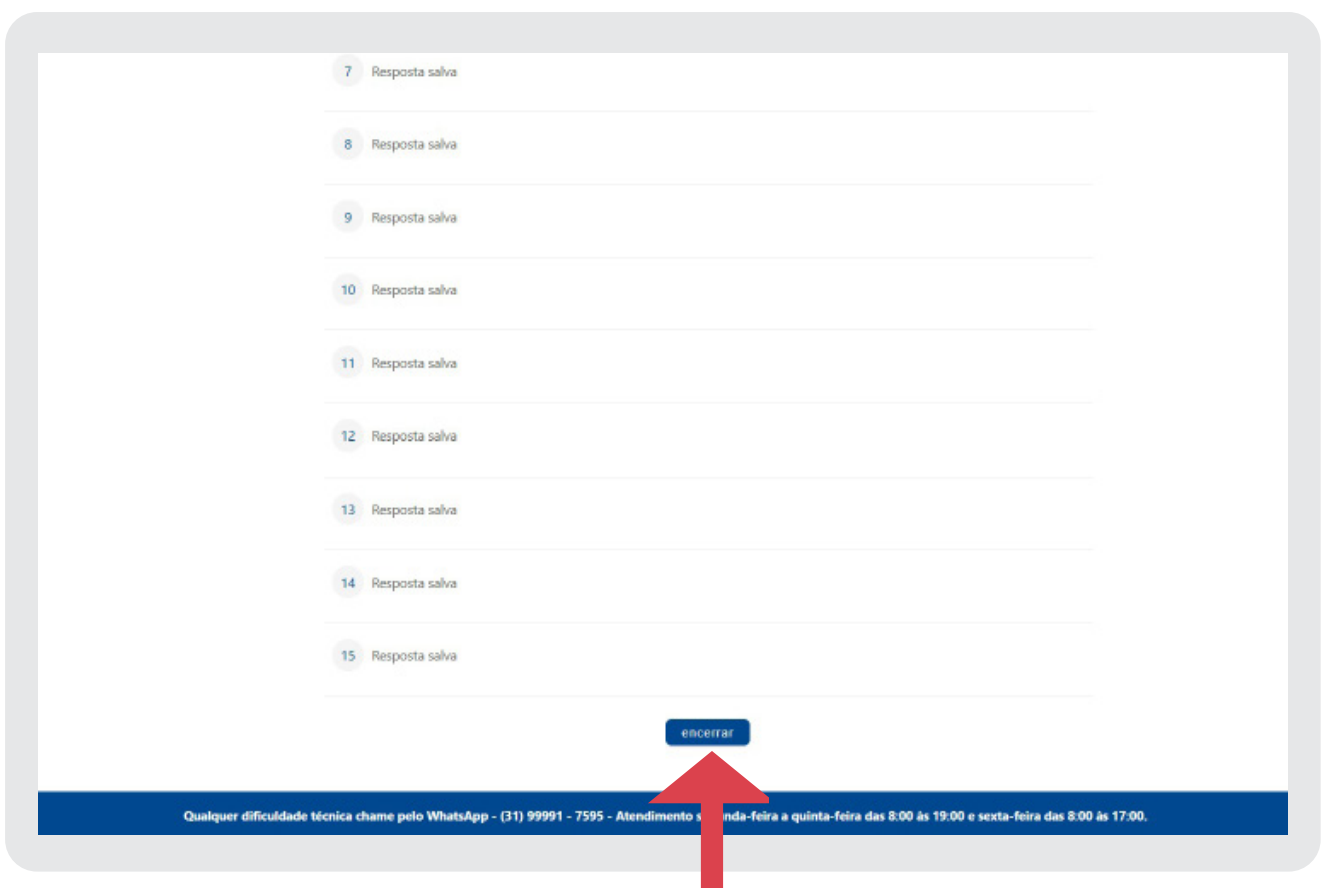 7 Resposta salva
8 Resposta salva
9 Resposta salva
10 Resposta salva
11 Resposta salva
12 Resposta salva
13 Resposta salva
14 Resposta salva
15 Resposta salva
encerrar
Qualquer dificuldade técnica chame pelo WhatsApp - (31) 99991 - 7595 - Atendimento a quinta-feira das 8:00 às 19:00 e sexta-feira das 8:00 às 17:00.